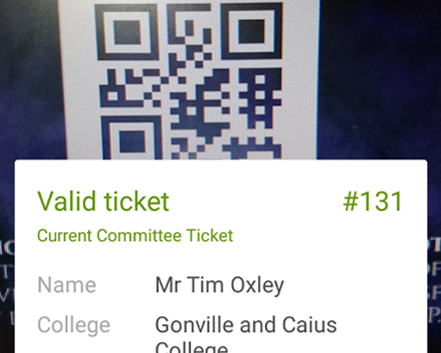 Valid ticket #131
Current Committee Ticket
Name Mr Tim Oxley
College Gonville and Caius
College